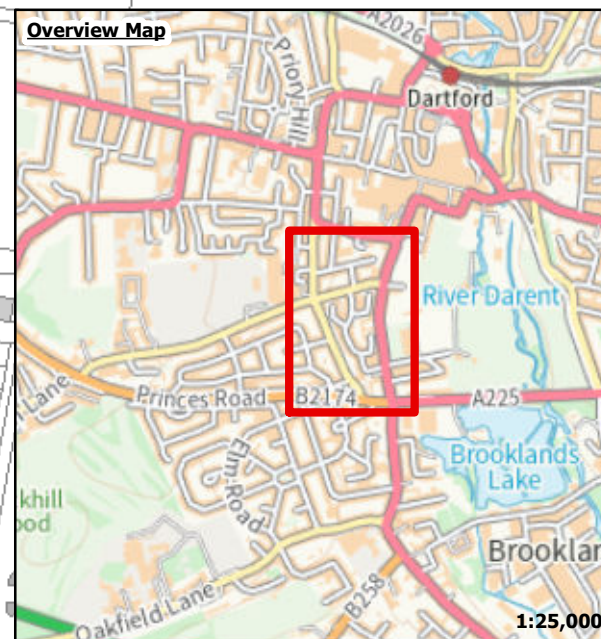 Overview Map
A2026
Priory Hill
Dartford
River Darent
Princes Road
B2174
A225
Lane
Elm Road
Brooklands
Lake
khill
ood
Brooklan
Oakfield Lane
B258
1:25,000